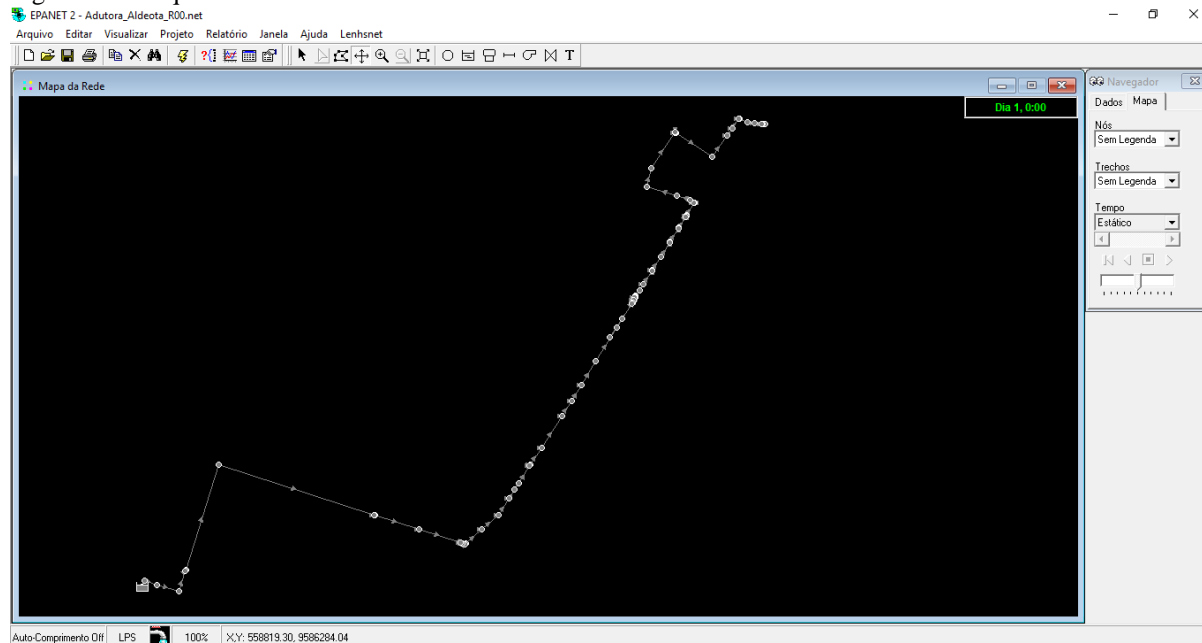 EPANET 2 - Adutora_Aldeota_R00.net
Arquivo Editar Visualizar Projeto Relatório Janela Ajuda Lenhsnet
T
Mapa da Rede
Dia 1, 0:00
Navegador
Dados Mapa
Nós
Sem Legenda
Trechos
Sem Legenda
Tempo
Estático
Auto-Comprimento Off LPS 100% X,Y: 558819.30, 9586284.04